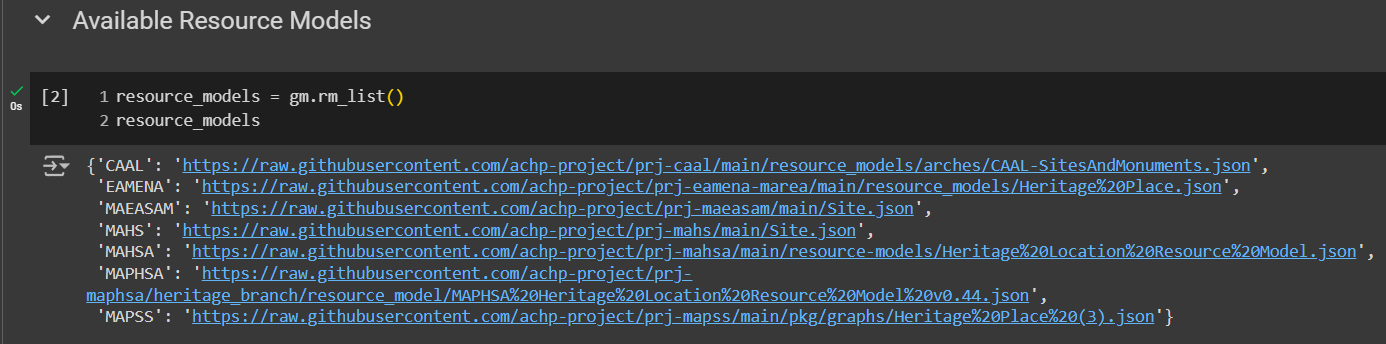 Available Resource Models
[2] 1 resource_models = gm.rm_list()
0s 2 resource_models
{'CAAL': 'https://raw.githubusercontent.com/achp-project/prj-caal/main/resource_models/arches/CAAL-SitesAndMonuments.json',
'EAMENA': 'https://raw.githubusercontent.com/achp-project/prj-eamena-marea/main/resource_models/Heritage%20Place.json',
'MAEASAM': 'https://raw.githubusercontent.com/achp-project/prj-maeasam/main/Site.json',
'MAHS': 'https://raw.githubusercontent.com/achp-project/prj-mahs/main/Site.json',
'MAHSA': 'https://raw.githubusercontent.com/achp-project/prj-mahsa/main/resource-models/Heritage%20Location%20Resource%20Model.json',
'MAPHSA': 'https://raw.githubusercontent.com/achp-project/prj-
maphsa/heritage_branch/resource_model/MAPHSA%20Heritage%20Location%20Resource%20Model%20v0.44.json',
'MAPSS': 'https://raw.githubusercontent.com/achp-project/prj-mapss/main/pkg/graphs/Heritage%20Place%20(3).json'}